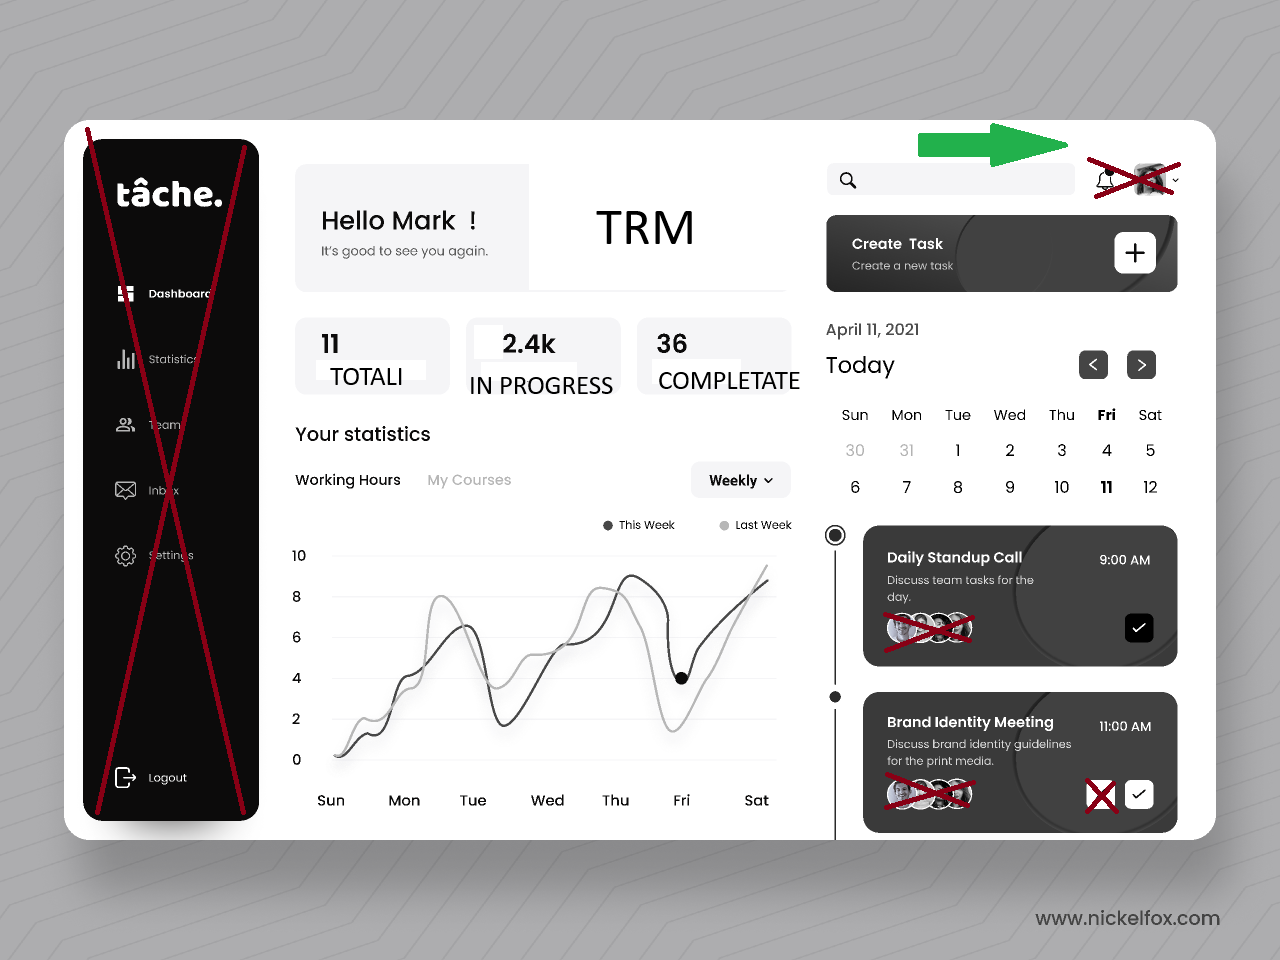 tâche.
Dashboard
Statistics
Team
Inbox
Settings
Logout
Hello Mark !
It's good to see you again.
TRM
11
TOTALI
2.4k
IN PROGRESS
36
COMPLETATE
Your statistics
Working Hours
My Courses
Weekly
This Week
Last Week
10
8
6
4
2
0
Sun Mon Tue Wed Thu Fri Sat
Create Task
Create a new task
April 11, 2021
Today
Sun Mon Tue Wed Thu Fri Sat
30 31 1 2 3 4 5
6 7 8 9 10 11 12
Daily Standup Call
9:00 AM
Discuss team tasks for the
day.
Brand Identity Meeting
11:00 AM
Discuss brand identity guidelines
for the print media.
www.nickelfox.com